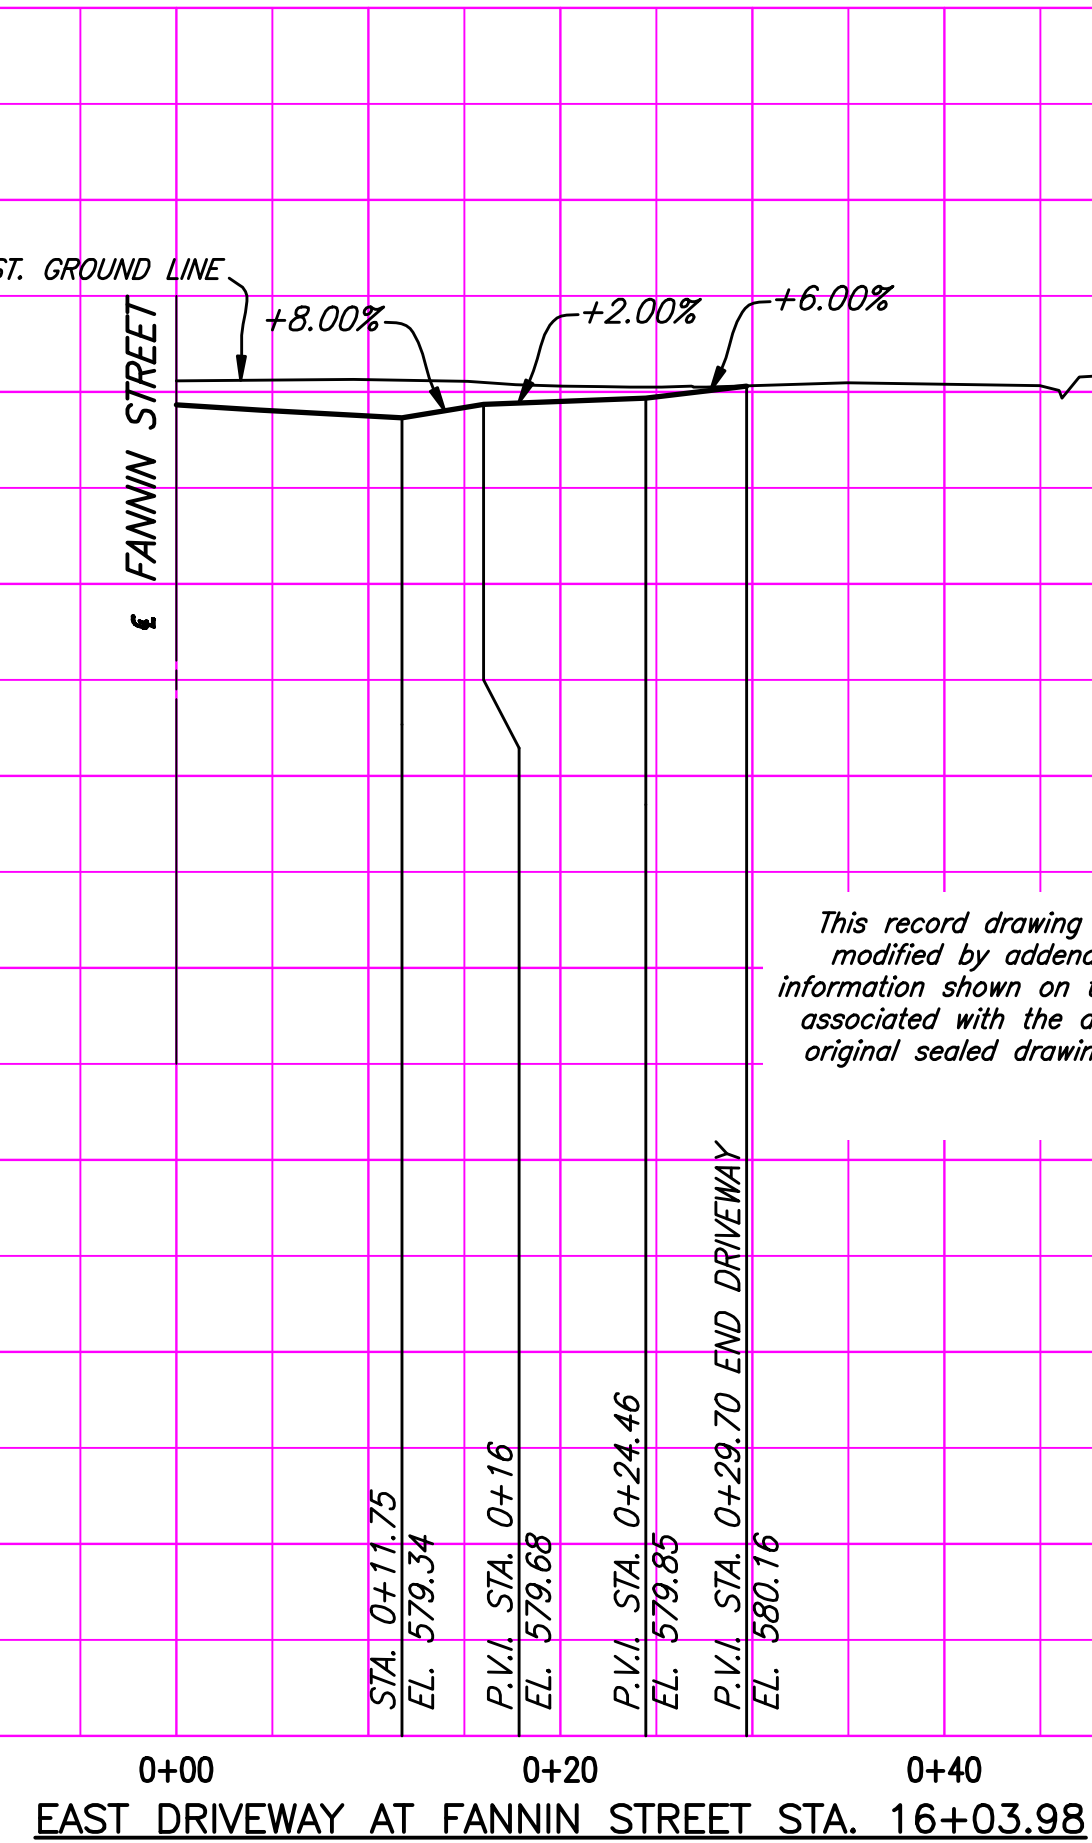 ST. GROUND LINE
+8.00%
+2.00%
+6.00%
℄ FANNIN STREET
This record drawing
modified by addend
information shown on t
associated with the d
original sealed drawin
STA. 0+11.75
EL. 579.34
P.V.I. STA. 0+16
EL. 579.68
P.V.I. STA. 0+24.46
EL. 579.85
P.V.I. STA. 0+29.70 END DRIVEWAY
EL. 580.16
0+00
0+20
0+40
EAST DRIVEWAY AT FANNIN STREET STA. 16+03.98